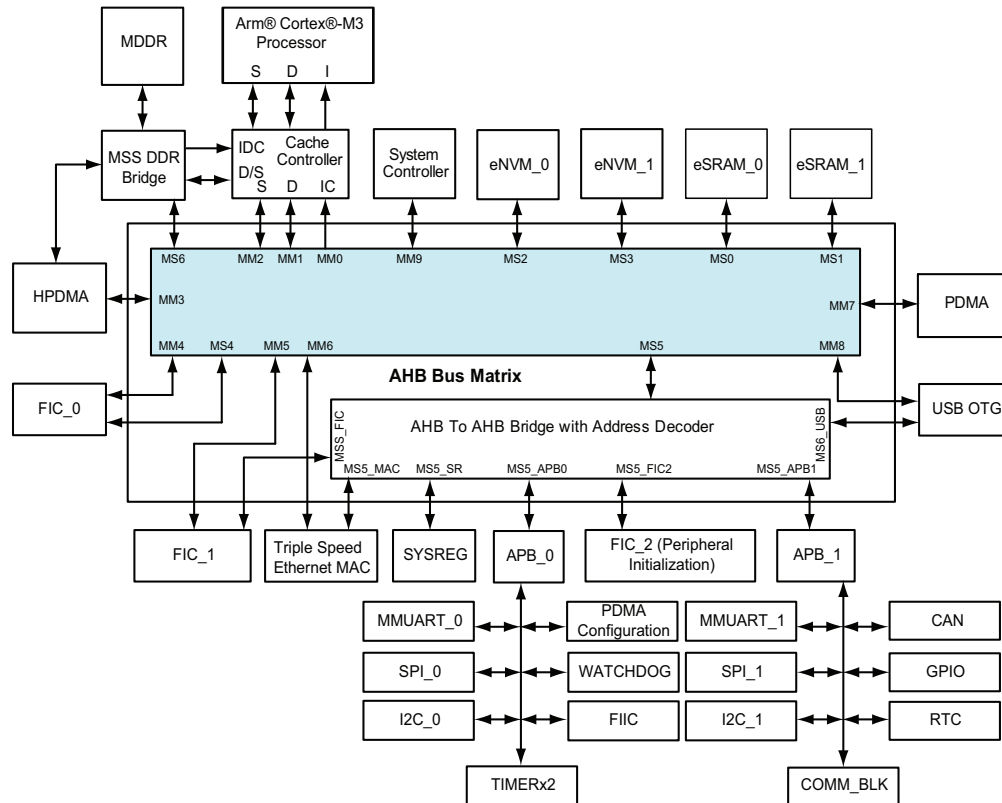 MDDR
Arm® Cortex®-M3
Processor
S D I
MSS DDR
Bridge
IDC
Cache
Controller
D/S
S D IC
System
Controller
eNVM_0
eNVM_1
eSRAM_0
eSRAM_1
MS6 MM2 MM1 MM0 MM9 MS2 MS3 MS0 MS1
HPDMA
MM3
MM7
PDMA
MM4 MS4 MM5 MM6 MS5 MM8
AHB Bus Matrix
FIC_0
USB OTG
MSS_FIC
AHB To AHB Bridge with Address Decoder
MS6_USB
MS5_MAC MS5_SR MS5_APB0 MS5_FIC2 MS5_APB1
FIC_1
Triple Speed
Ethernet MAC
SYSREG
APB_0
FIC_2 (Peripheral
Initialization)
APB_1
MMUART_0
PDMA
Configuration
MMUART_1
CAN
SPI_0
WATCHDOG
SPI_1
GPIO
I2C_0
FIIC
I2C_1
RTC
TIMERx2
COMM_BLK